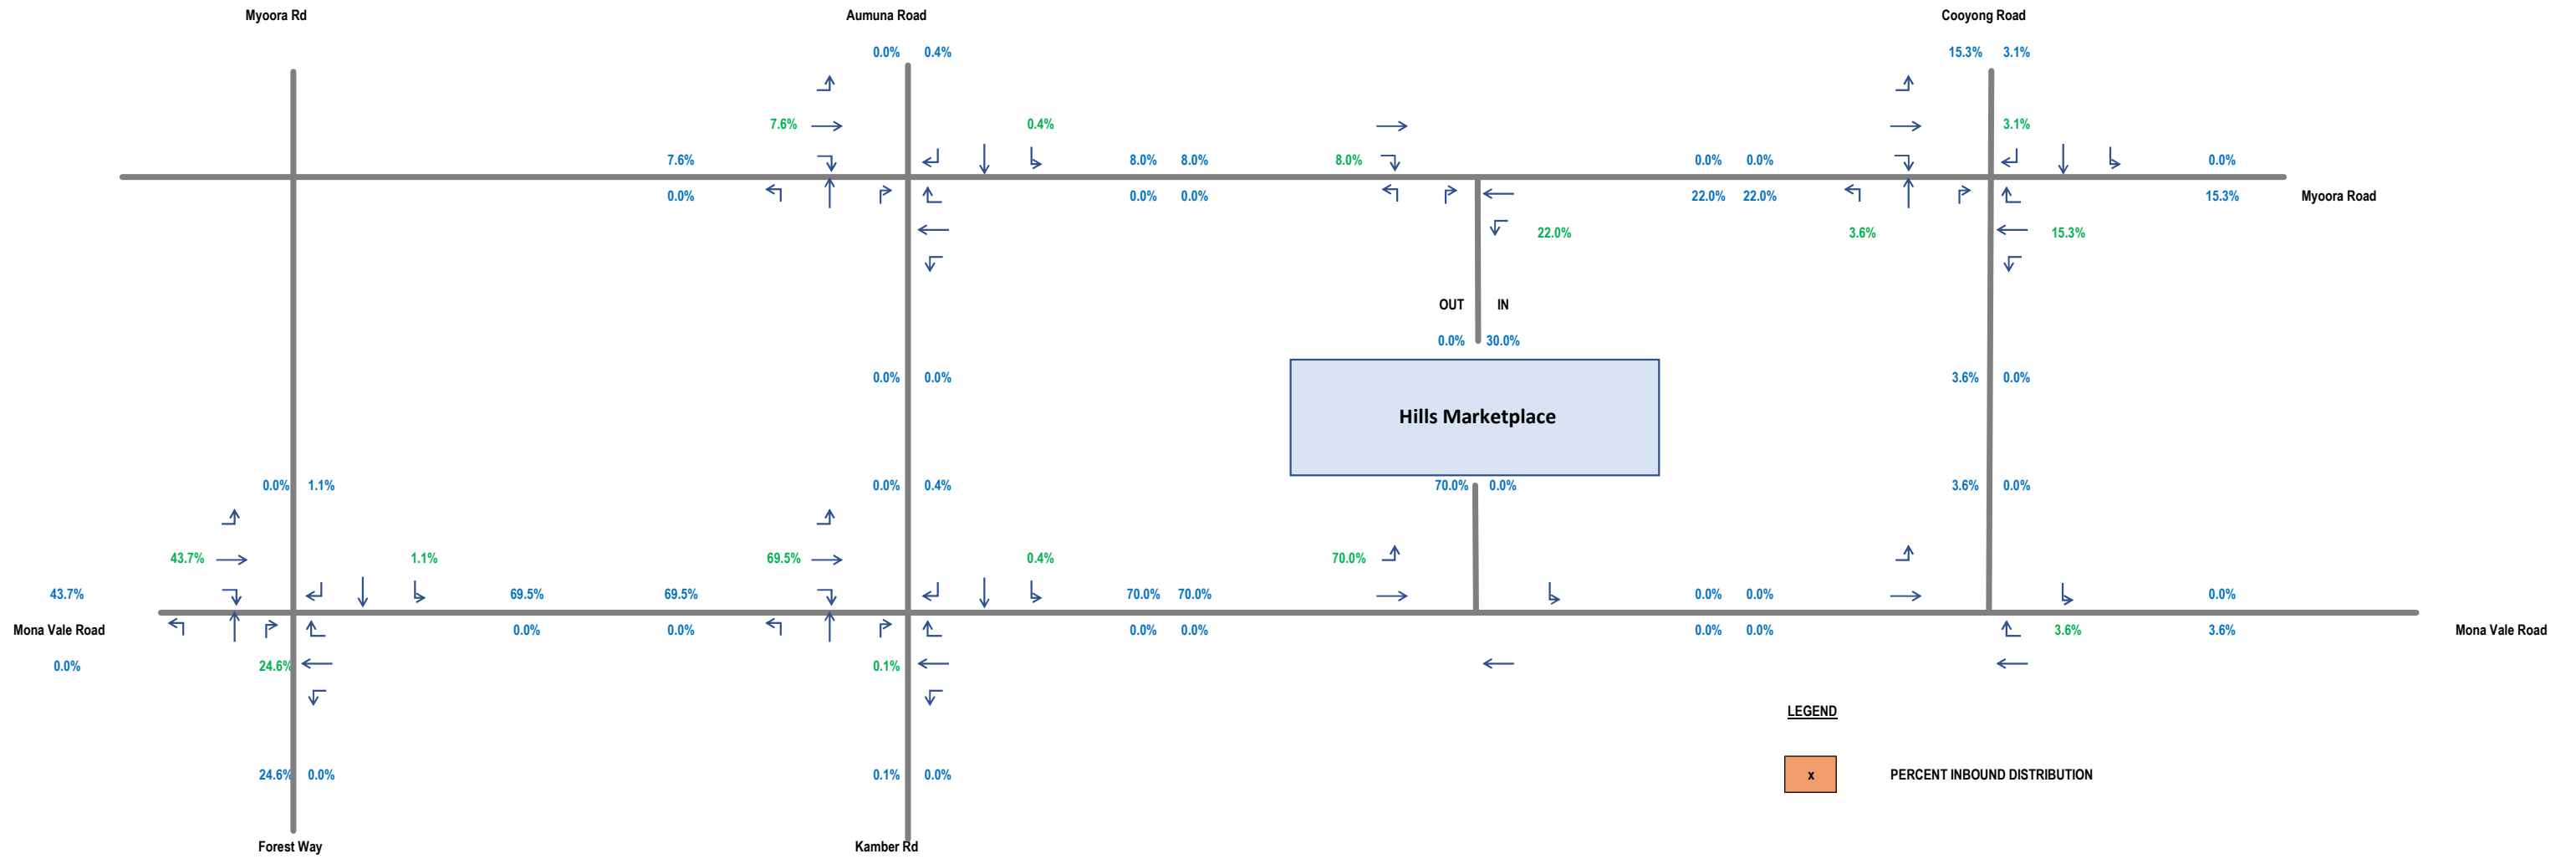 Myoora Rd
Aumuna Road
Cooyong Road
0.0% 0.4%
15.3% 3.1%
7.6% 0.4% 3.1%
7.6% 8.0% 8.0% 8.0% 0.0% 0.0% 0.0%
0.0% 0.0% 0.0% 22.0% 22.0% 15.3% Myoora Road
22.0% 3.6% 15.3%
OUT IN
0.0% 30.0%
0.0% 0.0% 3.6% 0.0%
Hills Marketplace
0.0% 1.1% 0.0% 0.4% 70.0% 0.0% 3.6% 0.0%
43.7% 1.1% 69.5% 0.4% 70.0%
43.7% 69.5% 69.5% 70.0% 70.0% 0.0% 0.0% 0.0%
Mona Vale Road 0.0% 0.0% 0.0% 0.0% 0.0% 0.0% 3.6% 3.6% Mona Vale Road
0.0% 24.6% 0.1%
LEGEND
24.6% 0.0% 0.1% 0.0% x PERCENT INBOUND DISTRIBUTION
Forest Way
Kamber Rd